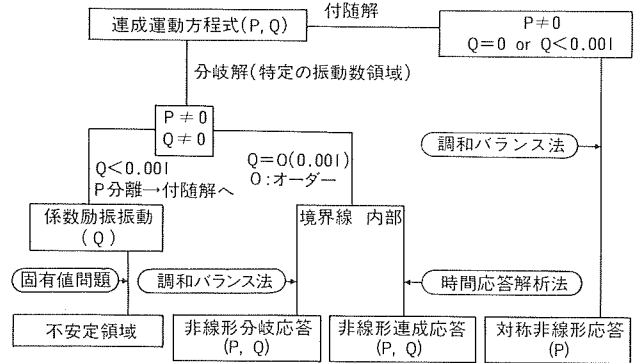 連成運動方程式(P, Q)
付随解
P≠0
Q=0 or Q<0.001
分岐解(特定の振動数領域)
P≠0
Q≠0
調和バランス法
Q<0.001
P分離→付随解へ
Q=O(0.001)
O:オーダー
係数励振振動
(Q)
境界線 内部
固有値問題
調和バランス法
時間応答解析法
不安定領域
非線形分岐応答
(P, Q)
非線形連成応答
(P, Q)
対称非線形応答
(P)